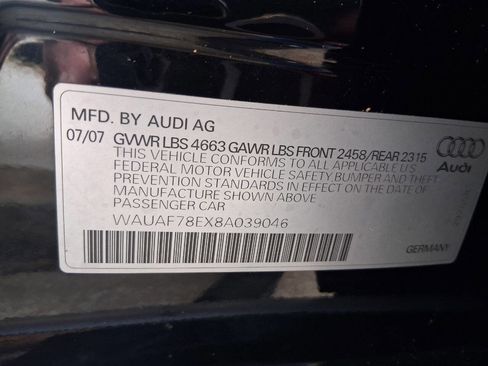 MFD. BY AUDI AG
07/07 GVWR LBS 4663 GAWR LBS FRONT 2458/REAR 2315
THIS VEHICLE CONFORMS TO ALL APPLICABLE
FEDERAL MOTOR VEHICLE SAFETY, BUMPER AND THEFT
PREVENTION STANDARDS IN EFFECT ON THE DATE
OF MANUFACTURE SHOWN ABOVE
PASSENGER CAR
WAUAF78EX8A039046
Audi
GERMANY